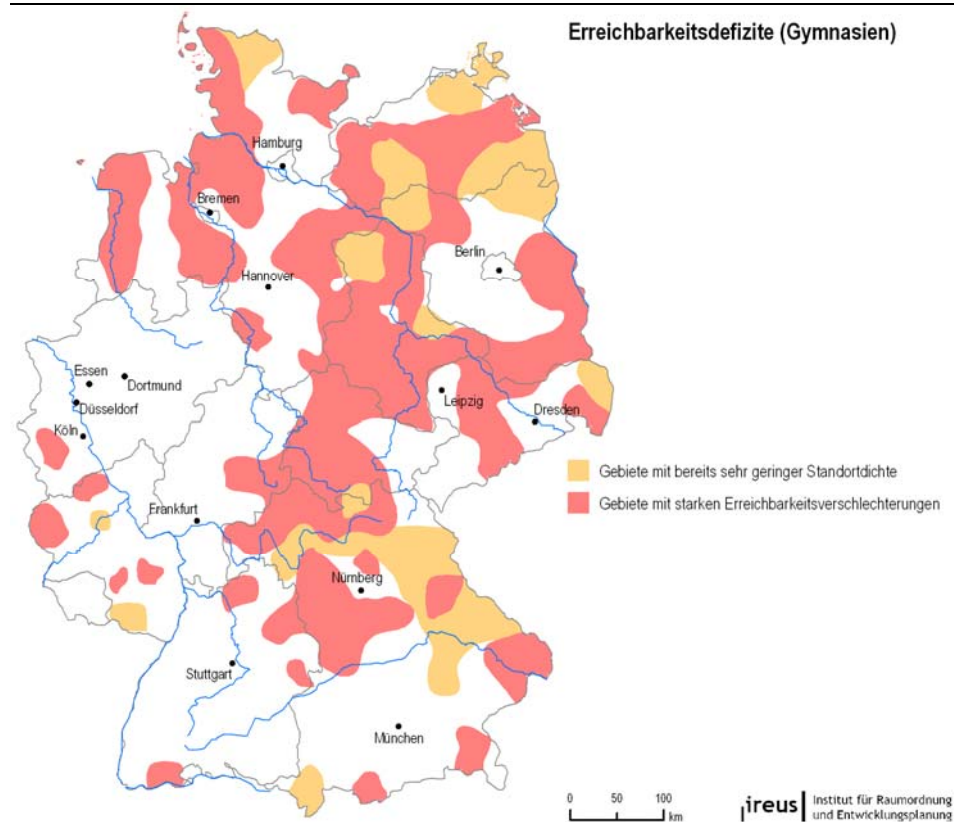 Erreichbarkeitsdefizite (Gymnasien)
Hamburg
Bremen
Berlin
Hannover
Essen
Dortmund
Düsseldorf
Leipzig
Dresden
Köln
Gebiete mit bereits sehr geringer Standortdichte
Gebiete mit starken Erreichbarkeitsverschlechterungen
Frankfurt
Nürnberg
Stuttgart
München
0 50 100
km
ireus
Institut für Raumordnung
und Entwicklungsplanung